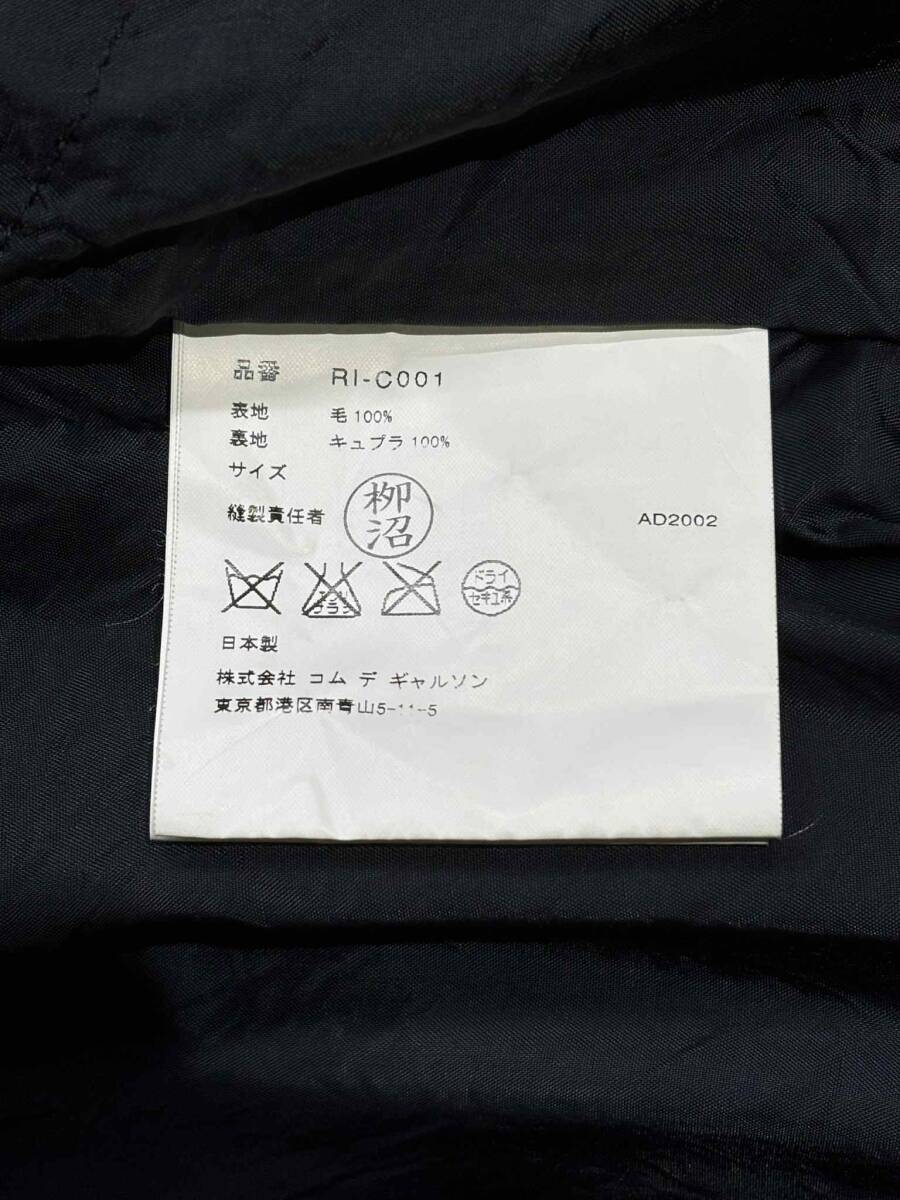 品番 RI-C001
表地 毛 100%
裏地 キュプラ 100%
サイズ
縫製責任者 柳沼 AD2002
ドライ
セキユ系
日本製
株式会社 コム デ ギャルソン
東京都港区南青山5-11-5